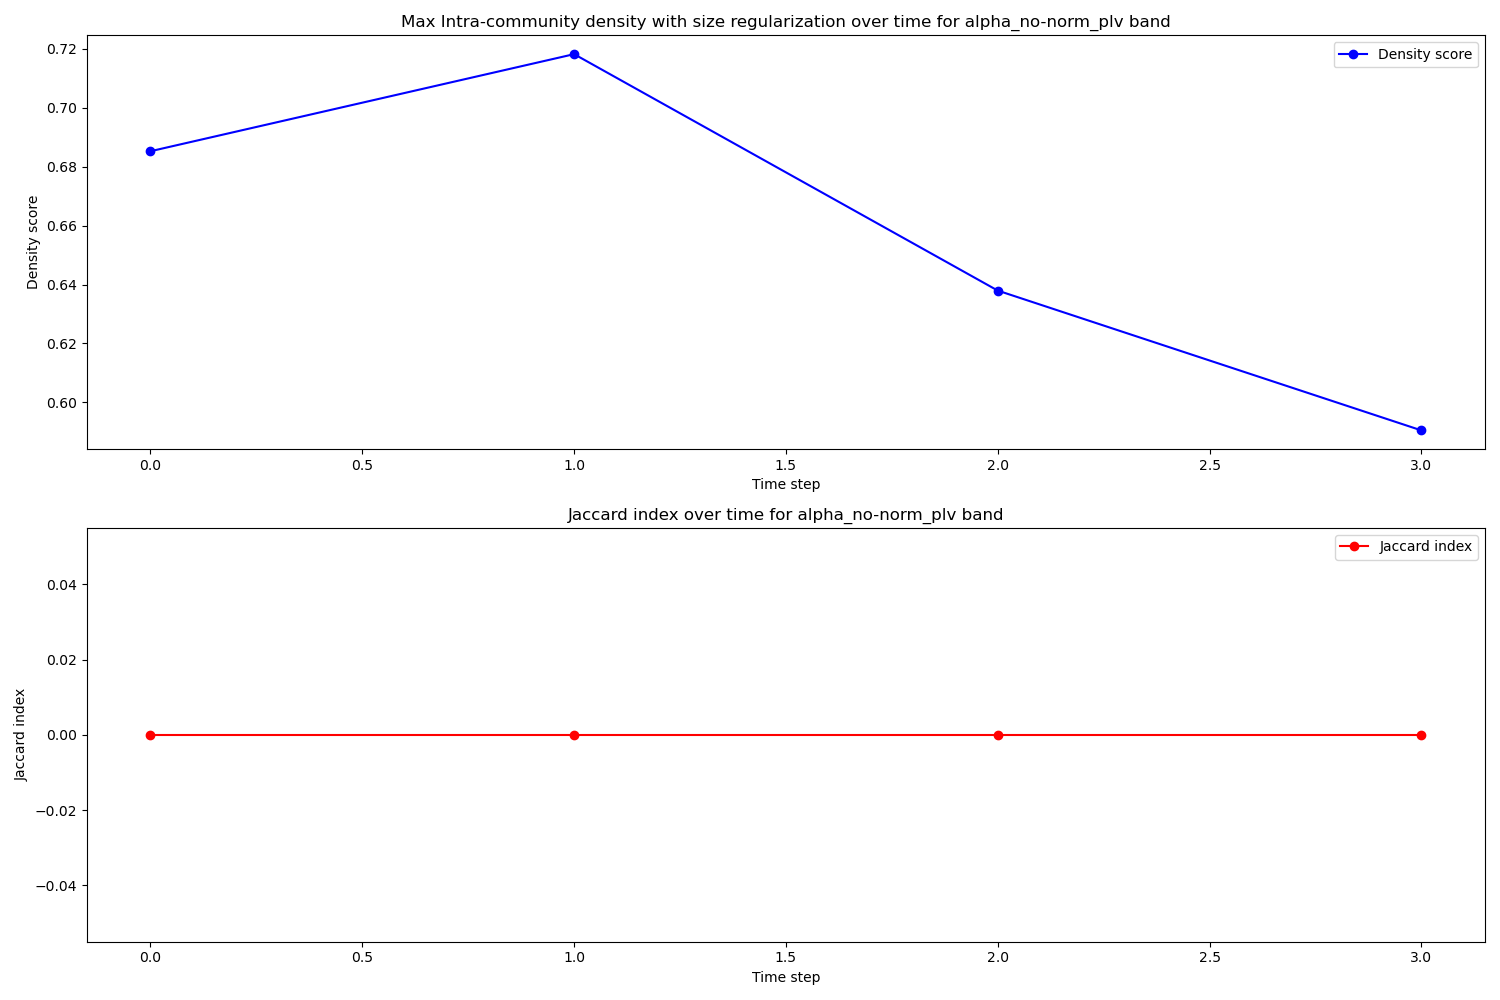 Max Intra-community density with size regularization over time for alpha_no-norm_plv band
Density score
0.72
0.70
0.68
0.66
0.64
0.62
0.60
Density score
0.0 0.5 1.0 1.5 2.0 2.5 3.0
Time step
Jaccard index over time for alpha_no-norm_plv band
Jaccard index
0.04
0.02
0.00
−0.02
−0.04
Jaccard index
0.0 0.5 1.0 1.5 2.0 2.5 3.0
Time step